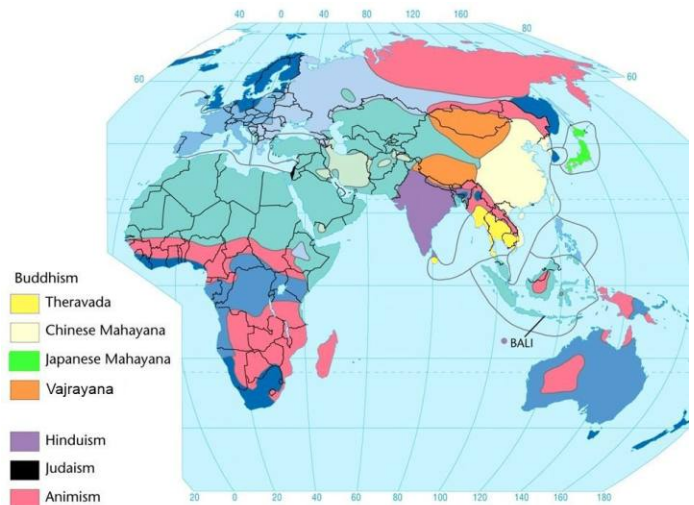 40 20 0 120 160
60 80 80
60
Buddhism
Theravada
Chinese Mahayana
Japanese Mahayana
Vajrayana
Hinduism
Judaism
Animism
BALI
20 0 20 40 60 80 100 120 140 160 180